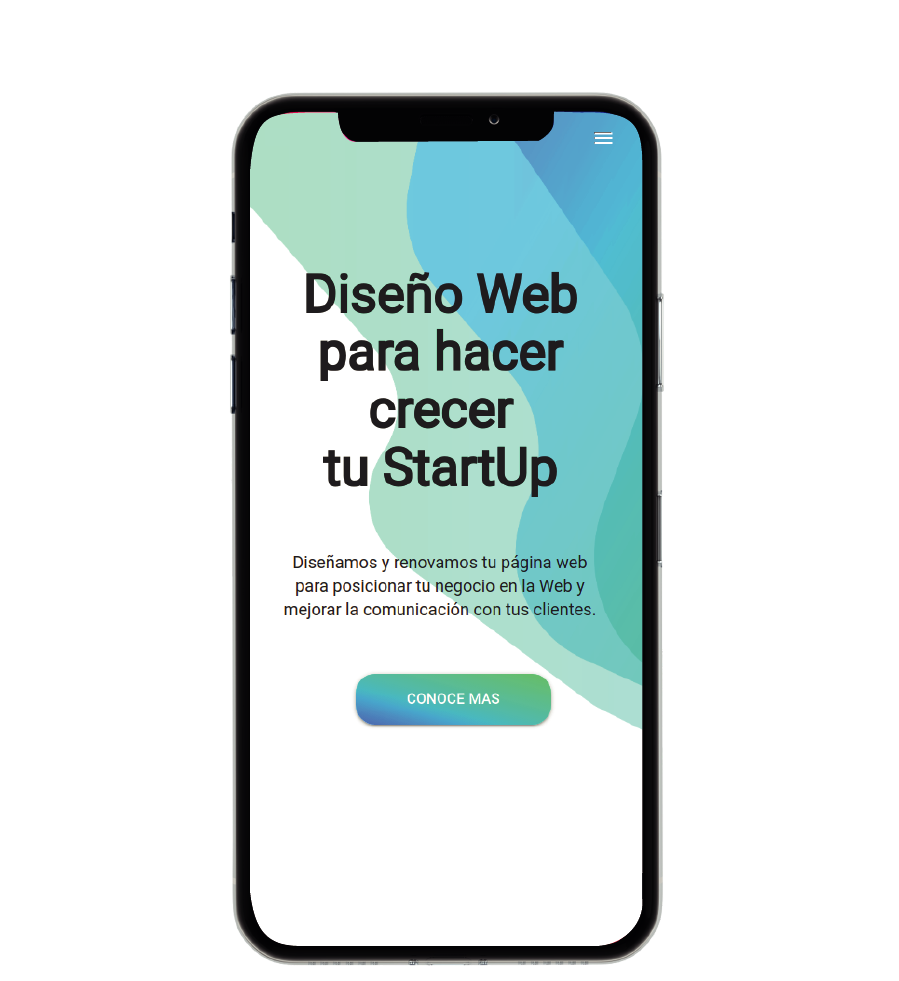 Diseño Web
para hacer
crecer
tu StartUp
Diseñamos y renovamos tu página web
para posicionar tu negocio en la Web y
mejorar la comunicación con tus clientes.
CONOCE MAS